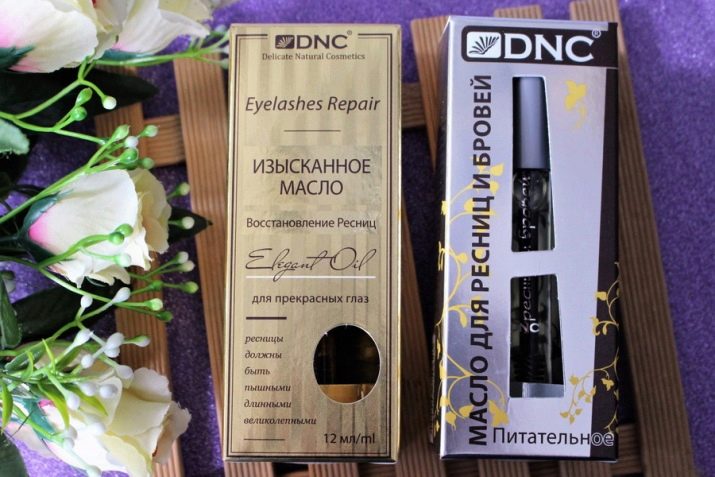 DNC®
Delicate Natural Cosmetics
Eyelashes Repair
ИЗЫСКАННОЕ
МАСЛО
Восстановление Ресниц
Elegant Oil
для прекрасных глаз
ресницы
должны
быть
пышными
длинными
великолепными
12 мл/ml
DNC®
МАСЛО ДЛЯ РЕСНИЦ И БРОВЕЙ
Питательное